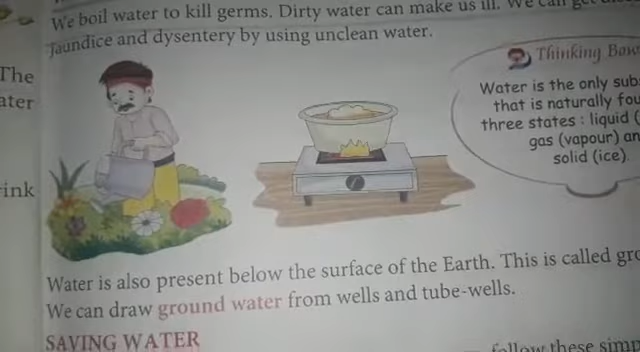 We boil water to kill germs. Dirty water can make us ill. We can get
Jaundice and dysentery by using unclean water.
The
ater
ink
Thinking
Water is the only
that is naturally
three states : liquid
gas (vapour)
solid (ice).
Water is also present below the surface of the Earth. This is called
We can draw ground water from wells and tube-wells.
SAVING WATER
follow these